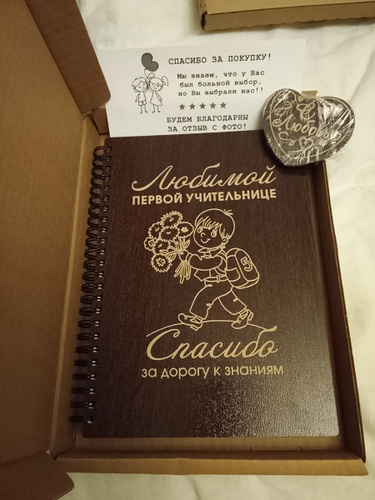 СПАСИБО ЗА ПОКУПКУ!
Мы знаем, что у Вас
был большой выбор,
но Вы выбрали нас!!
БУДЕМ БЛАГОДАРНЫ
ЗА ОТЗЫВ С ФОТО!
Любимой
ПЕРВОЙ УЧИТЕЛЬНИЦЕ
5
Спасибо
ЗА ДОРОГУ К ЗНАНИЯМ